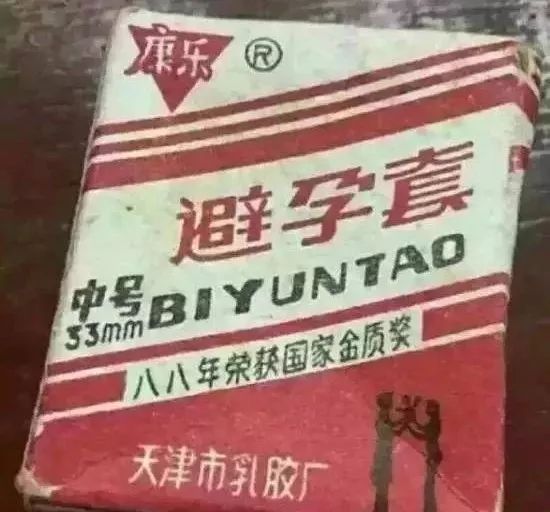 康乐 ®
避孕套
中号
33mm
BIYUNTAO
八八年荣获国家金质奖
天津市乳胶厂